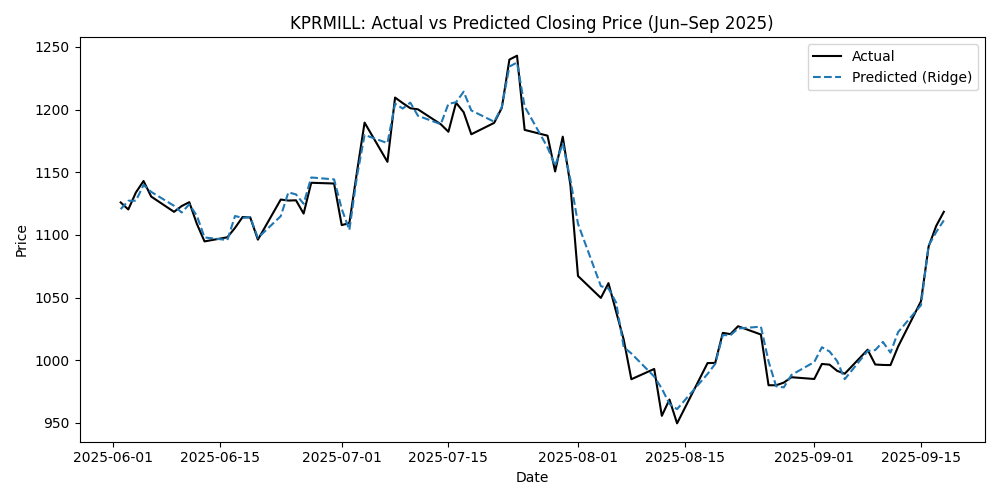 KPRMILL: Actual vs Predicted Closing Price (Jun–Sep 2025)
Actual
Predicted (Ridge)
1250
1200
1150
1100
1050
1000
950
Price
2025-06-01 2025-06-15 2025-07-01 2025-07-15 2025-08-01 2025-08-15 2025-09-01 2025-09-15
Date